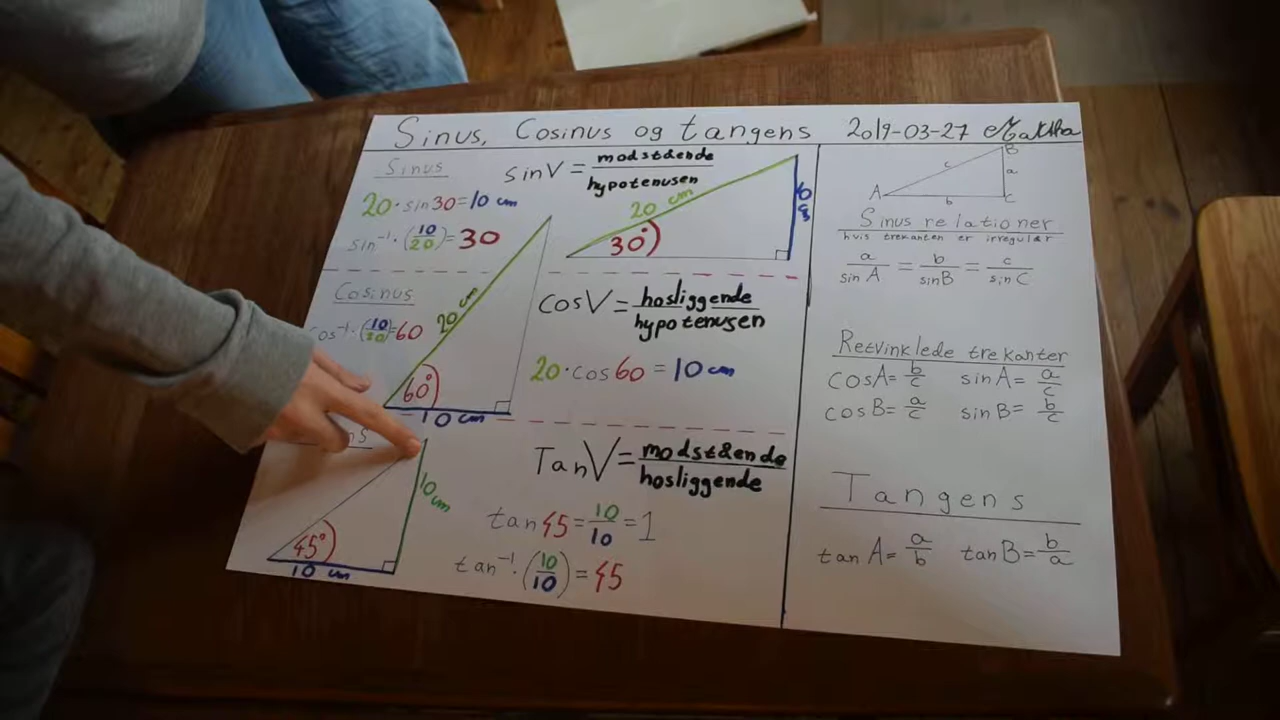 Sinus, Cosinus og tangens 2019-03-27
Sinus
20·sin30=10 cm
sin⁻¹·(10/20)=30
sinV = modstående/hypotenusen
20 cm
30°
Cosinus
cos⁻¹·(10/20)=60
20 cm
60°
10 cm
CosV = hosliggende/hypotenusen
20·cos60 = 10 cm
45°
10 cm
10 cm
TanV = modstående/hosliggende
tan45 = 10/10 = 1
tan⁻¹·(10/10) = 45
A
B
C
a
b
c
Sinus relationer
hvis trekanten er irregulær
a/sinA = b/sinB = c/sinC
Retvinklede trekanter
cosA= b/c sinA= a/c
cosB= a/c sinB= b/c
Tangens
tanA= a/b tanB= b/a